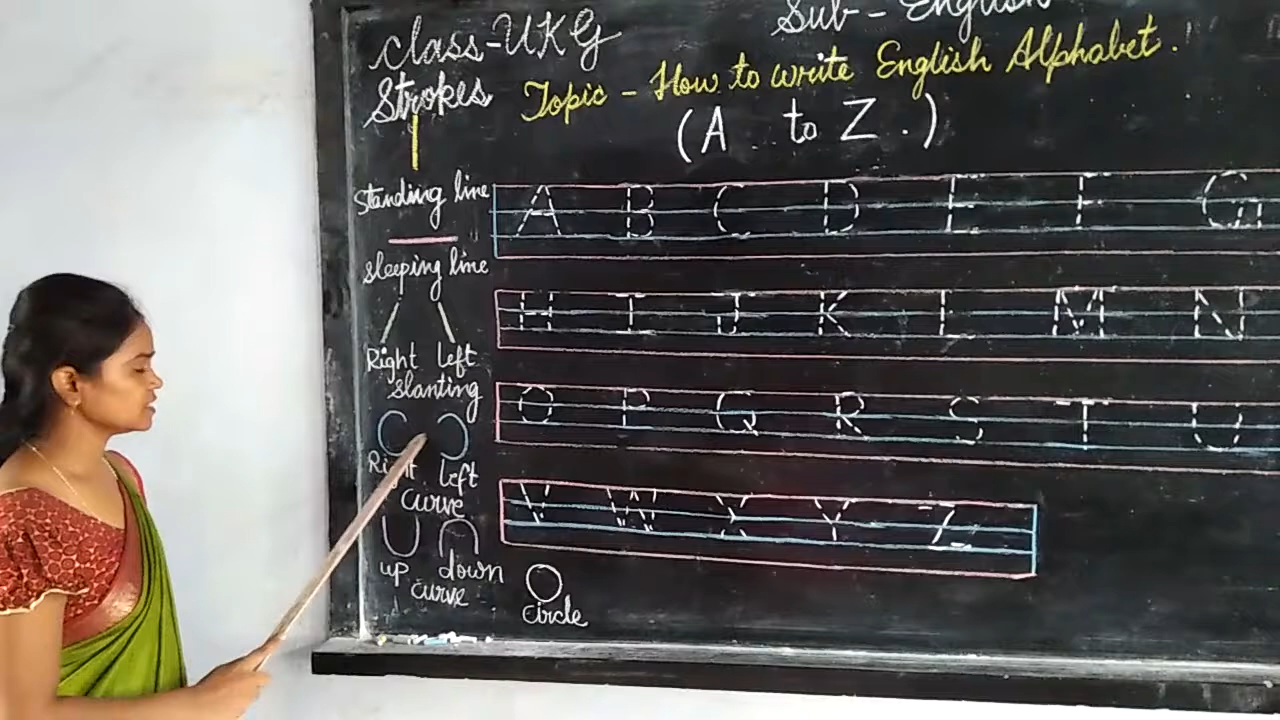 Class-UKG
Sub - English
Strokes
Topic - How to write English Alphabet.
(A to Z.)
Standing line
sleeping line
Right left
slanting
Right left
curve
up down
curve
A B C D E F G
H I J K L M N
O P Q R S T U
V W X Y Z
circle